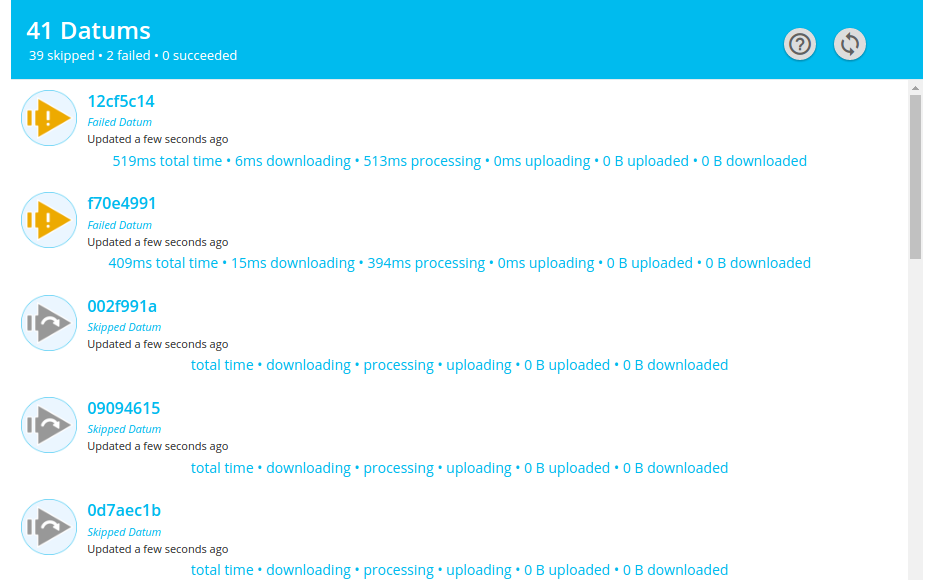 41 Datums
39 skipped • 2 failed • 0 succeeded
12cf5c14
Failed Datum
Updated a few seconds ago
519ms total time • 6ms downloading • 513ms processing • 0ms uploading • 0 B uploaded • 0 B downloaded
f70e4991
Failed Datum
Updated a few seconds ago
409ms total time • 15ms downloading • 394ms processing • 0ms uploading • 0 B uploaded • 0 B downloaded
002f991a
Skipped Datum
Updated a few seconds ago
total time • downloading • processing • uploading • 0 B uploaded • 0 B downloaded
09094615
Skipped Datum
Updated a few seconds ago
total time • downloading • processing • uploading • 0 B uploaded • 0 B downloaded
0d7aec1b
Skipped Datum
Updated a few seconds ago
total time • downloading • processing • uploading • 0 B uploaded • 0 B downloaded